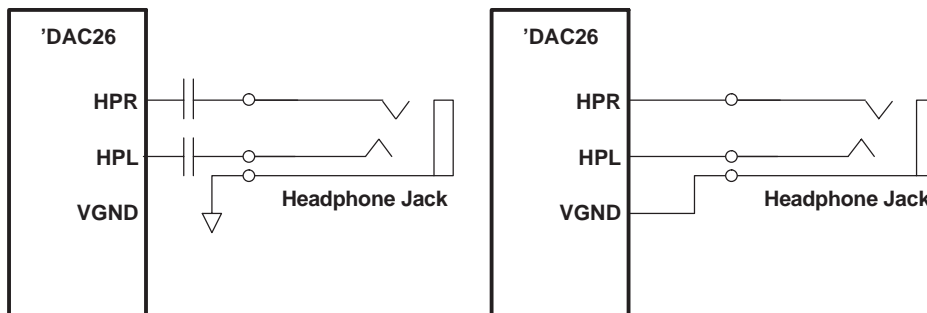 'DAC26
HPR
HPL
VGND
Headphone Jack
'DAC26
HPR
HPL
VGND
Headphone Jack